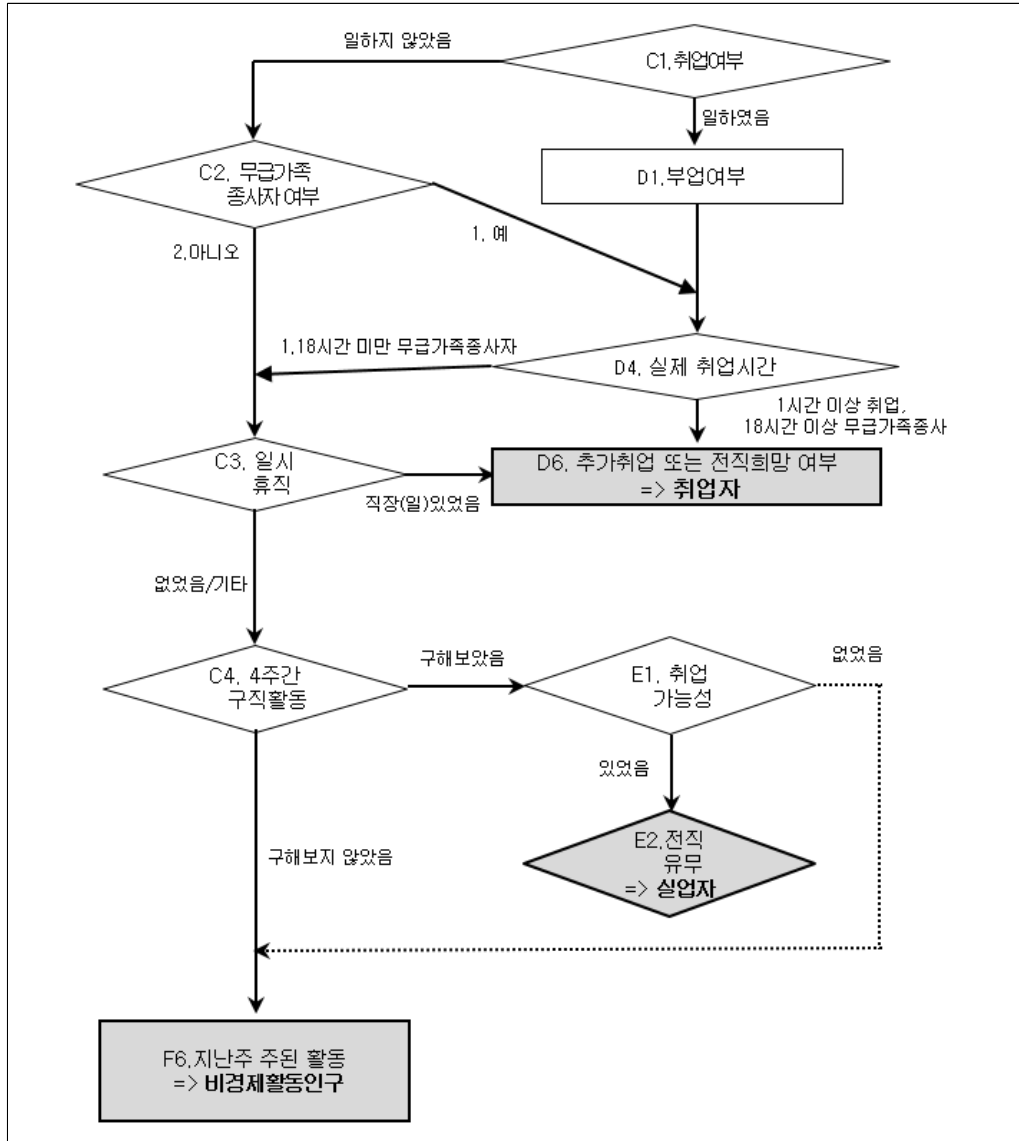 일하지 않았음
C1.취업여부
일하였음
C2. 무급가족
종사자 여부
D1.부업여부
1. 예
2.아니오
1.18시간 미만 무급가족종사자
D4. 실제 취업시간
1시간 이상 취업,
18시간 이상 무급가족종사
C3. 일시
휴직
직장(일)있었음
D6. 추가취업 또는 전직희망 여부
=> 취업자
없었음/기타
C4. 4주간
구직활동
구해보았음
E1. 취업
가능성
없었음
있었음
구해보지 않았음
E2.전직
유무
=> 실업자
F6.지난주 주된 활동
=> 비경제활동인구